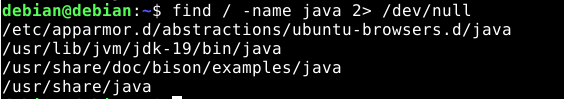 debian@debian:~$ find / -name java 2> /dev/null
/etc/apparmor.d/abstractions/ubuntu-browsers.d/java
/usr/lib/jvm/jdk-19/bin/java
/usr/share/doc/bison/examples/java
/usr/share/java